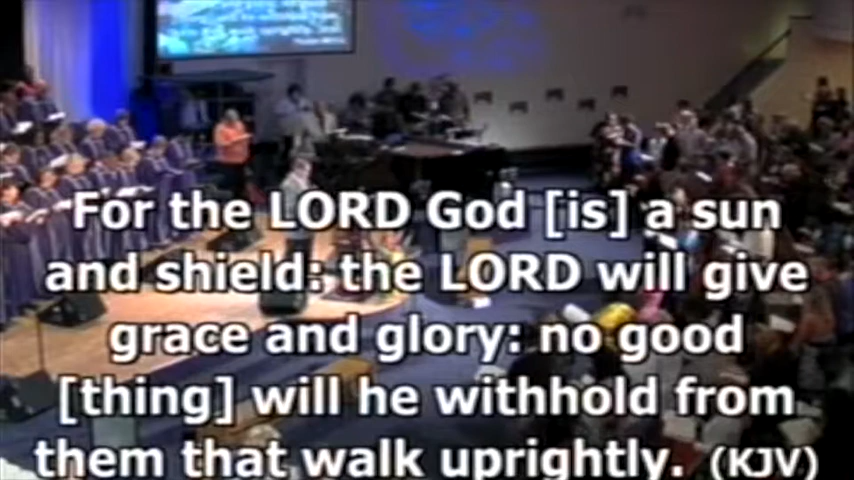 For the LORD God [is] a sun
and shield: the LORD will give
grace and glory: no good
[thing] will he withhold from
them that walk uprightly. (KJV)